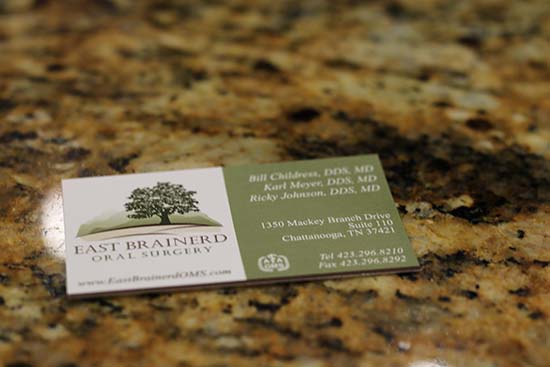 EAST BRAINERD
ORAL SURGERY
www.EastBrainerdOMS.com
Bill Childress, DDS, MD
Karl Meyer, DDS, MD
Ricky Johnson, DDS, MD
1350 Mackey Branch Drive
Suite 110
Chattanooga, TN 37421
Tel 423.296.8210
Fax 423.296.8292
OMS